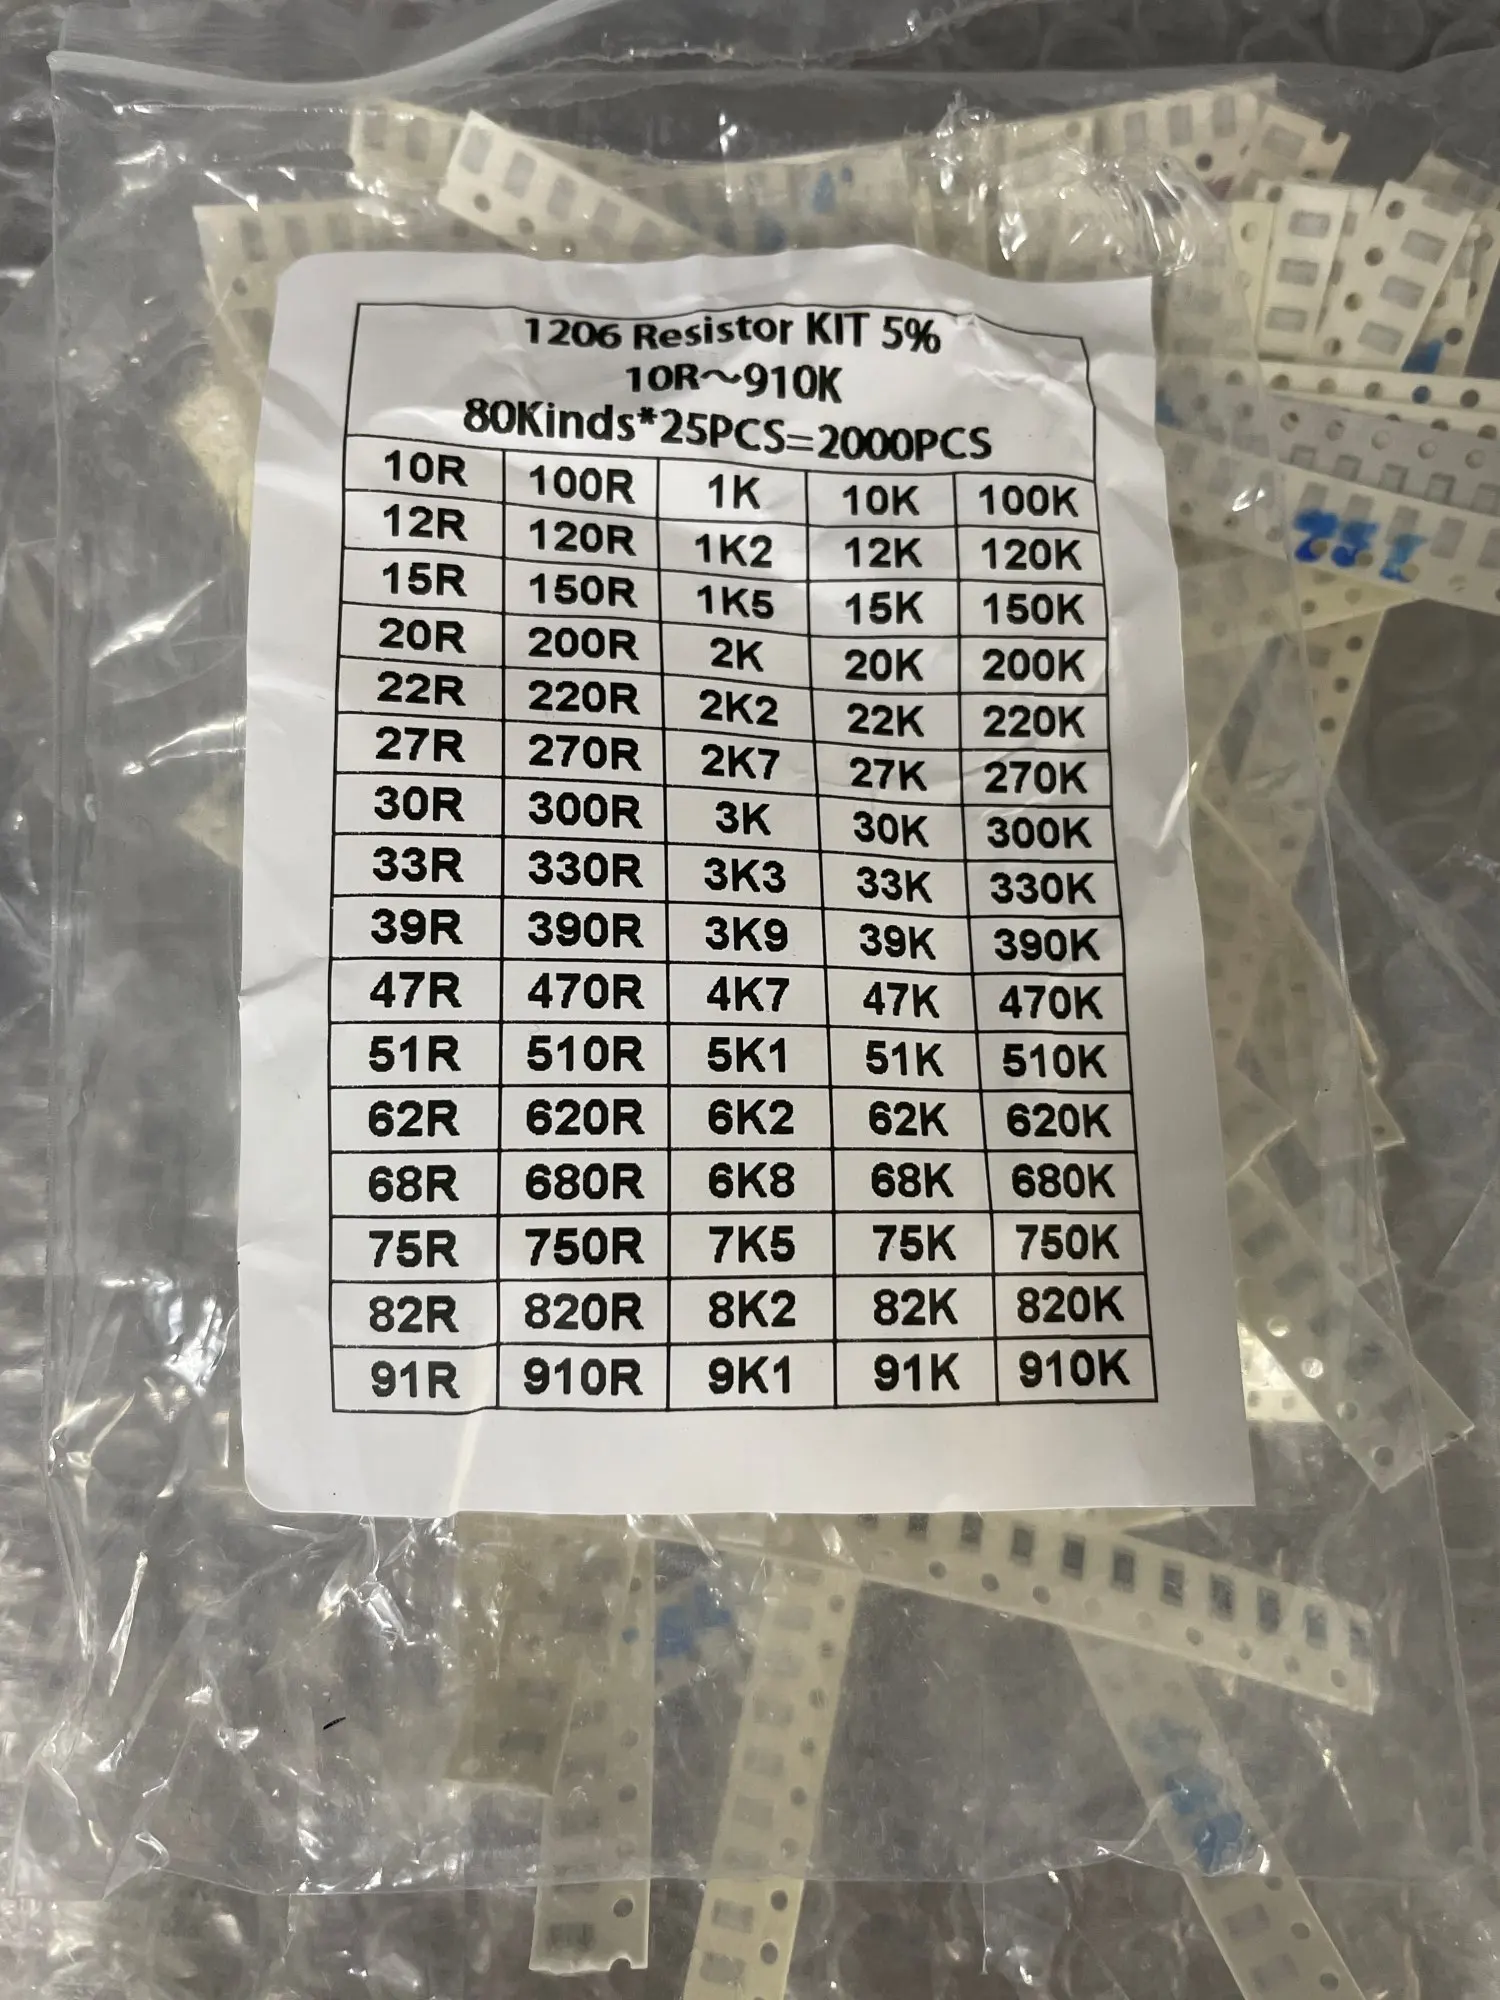 1206 Resistor KIT 5%
10R～910K
80Kinds*25PCS=2000PCS
10R 100R 1K 10K 100K
12R 120R 1K2 12K 120K
15R 150R 1K5 15K 150K
20R 200R 2K 20K 200K
22R 220R 2K2 22K 220K
27R 270R 2K7 27K 270K
30R 300R 3K 30K 300K
33R 330R 3K3 33K 330K
39R 390R 3K9 39K 390K
47R 470R 4K7 47K 470K
51R 510R 5K1 51K 510K
62R 620R 6K2 62K 620K
68R 680R 6K8 68K 680K
75R 750R 7K5 75K 750K
82R 820R 8K2 82K 820K
91R 910R 9K1 91K 910K